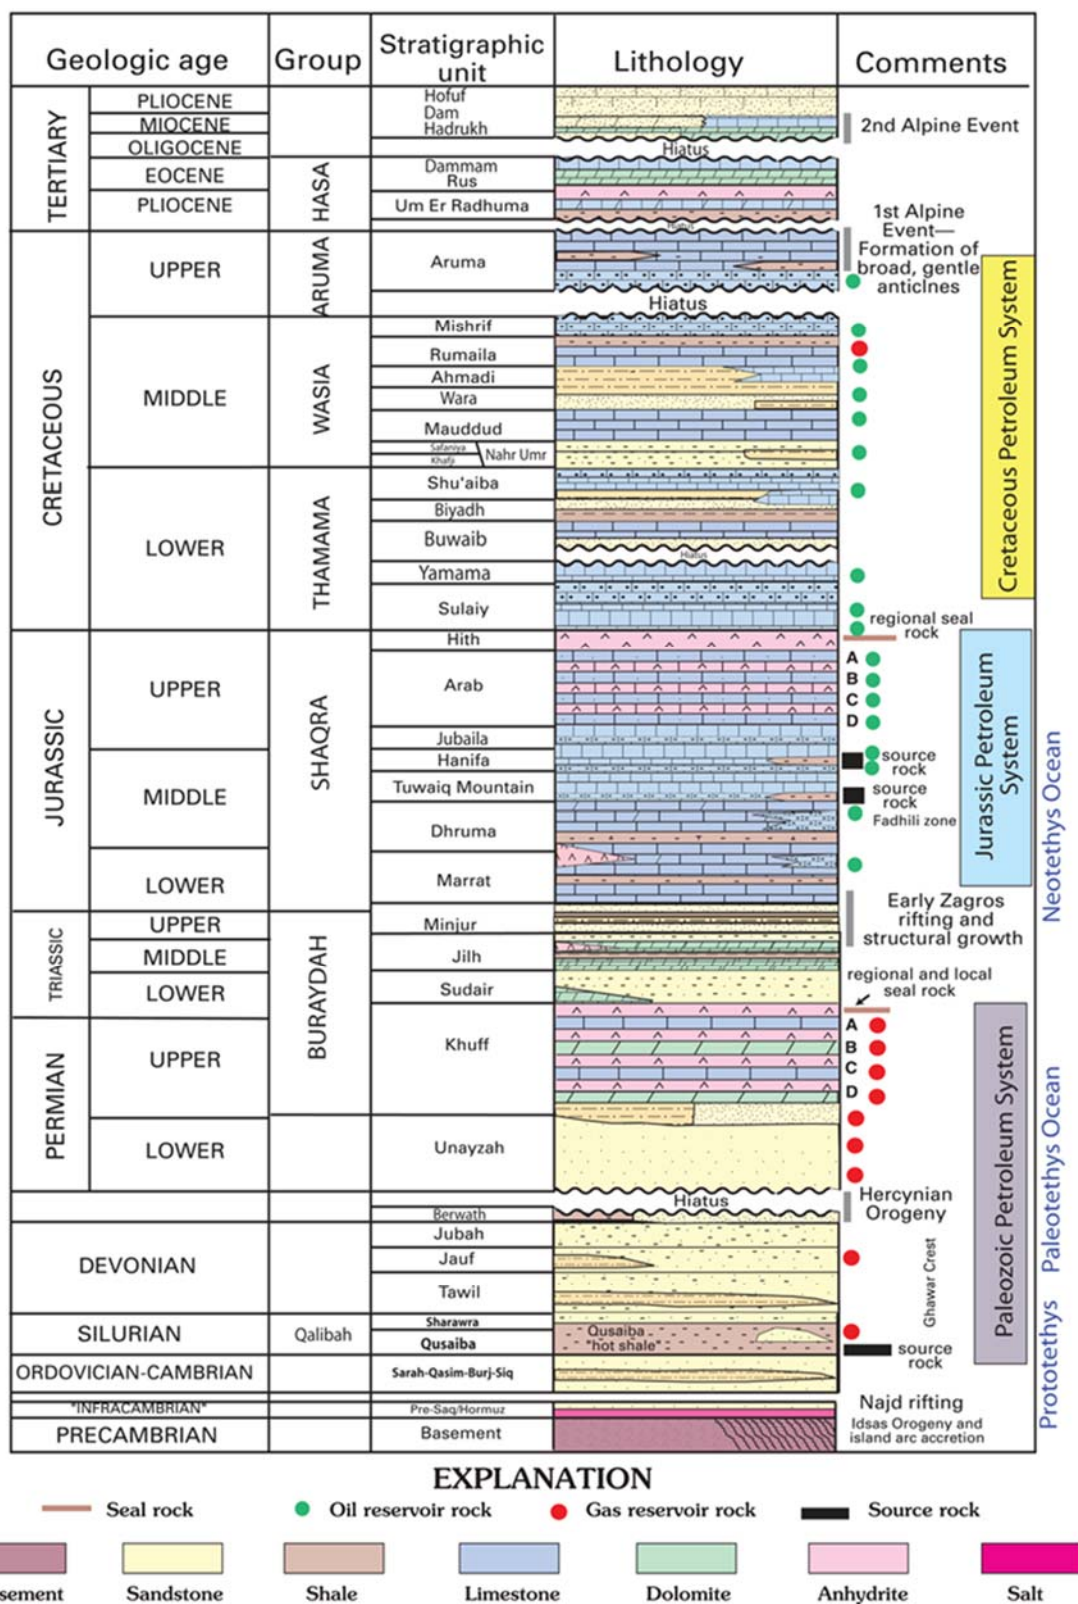 Geologic age
Group
Stratigraphic
unit
Lithology
Comments
TERTIARY
PLIOCENE
MIOCENE
OLIGOCENE
EOCENE
PLIOCENE
HASA
Hofuf
Dam
Hadrukh
Hiatus
Dammam
Rus
Um Er Radhuma
Hiatus
2nd Alpine Event
1st Alpine
Event—
Formation of
broad, gentle
anticlnes
CRETACEOUS
UPPER
MIDDLE
LOWER
ARUMA
WASIA
THAMAMA
Aruma
Hiatus
Mishrif
Rumaila
Ahmadi
Wara
Mauddud
Safaniya
Khafji
Nahr Umr
Shu'aiba
Biyadh
Buwaib
Hiatus
Yamama
Sulaiy
regional seal
rock
Cretaceous Petroleum System
JURASSIC
UPPER
MIDDLE
LOWER
SHAQRA
Hith
Arab
Jubaila
Hanifa
Tuwaiq Mountain
Dhruma
Marrat
A
B
C
D
source
rock
source
rock
Fadhili zone
Jurassic Petroleum
System
Neotethys Ocean
TRIASSIC
UPPER
MIDDLE
LOWER
BURAYDAH
Minjur
Jilh
Sudair
Early Zagros
rifting and
structural growth
regional and local
seal rock
PERMIAN
UPPER
LOWER
Khuff
Unayzah
A
B
C
D
Hiatus
Hercynian
Orogeny
Paleozoic Petroleum System
Paleotethys Ocean
DEVONIAN
Berwath
Jubah
Jauf
Tawil
Ghawar Crest
SILURIAN
Qalibah
Sharawra
Qusaiba
Qusaiba
"hot shale"
source
rock
ORDOVICIAN-CAMBRIAN
Sarah-Qasim-Burj-Siq
Prototethys
"INFRACAMBRIAN"
Pre-Saq/Hormuz
Najd rifting
PRECAMBRIAN
Basement
Idsas Orogeny and
island arc accretion
EXPLANATION
Seal rock
Oil reservoir rock
Gas reservoir rock
Source rock
sement
Sandstone
Shale
Limestone
Dolomite
Anhydrite
Salt